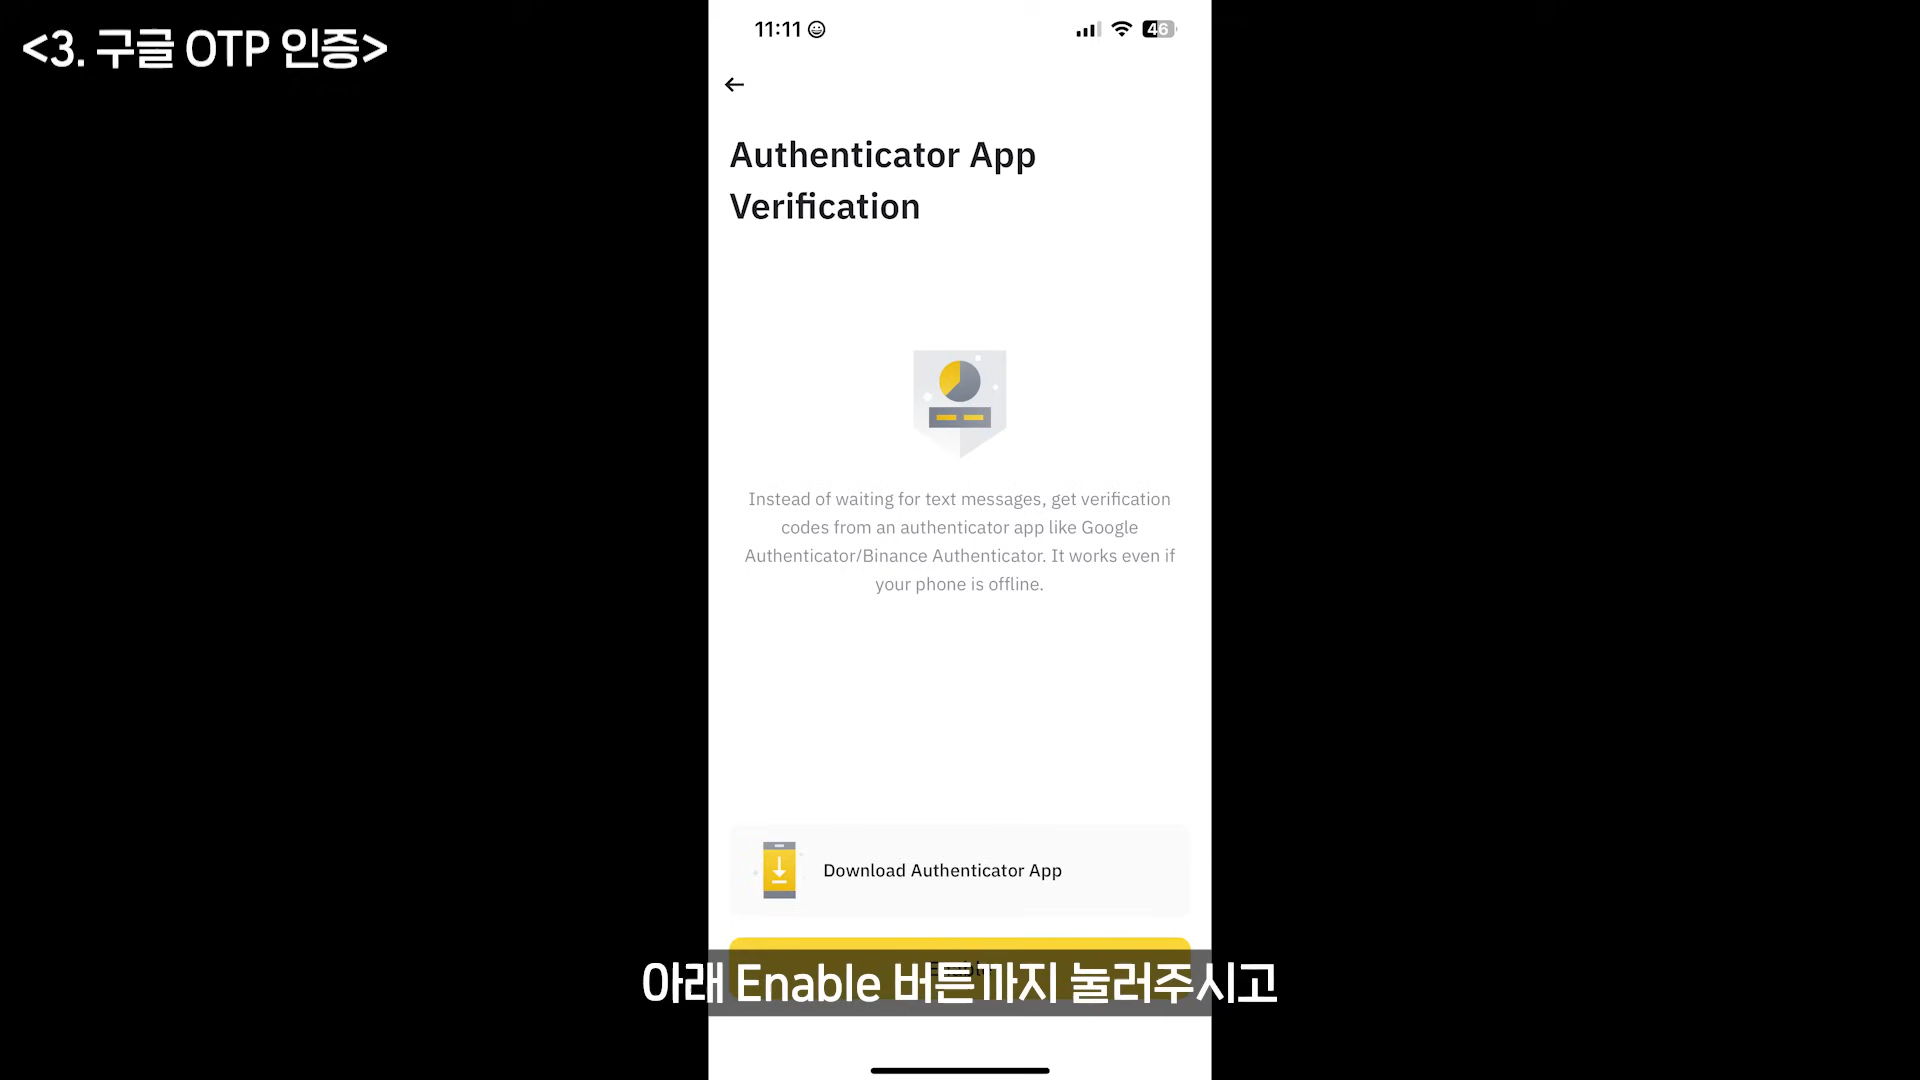 <3. 구글 OTP 인증>
11:11
46
Authenticator App
Verification
Instead of waiting for text messages, get verification
codes from an authenticator app like Google
Authenticator/Binance Authenticator. It works even if
your phone is offline.
Download Authenticator App
아래 Enable 버튼까지 눌러주시고